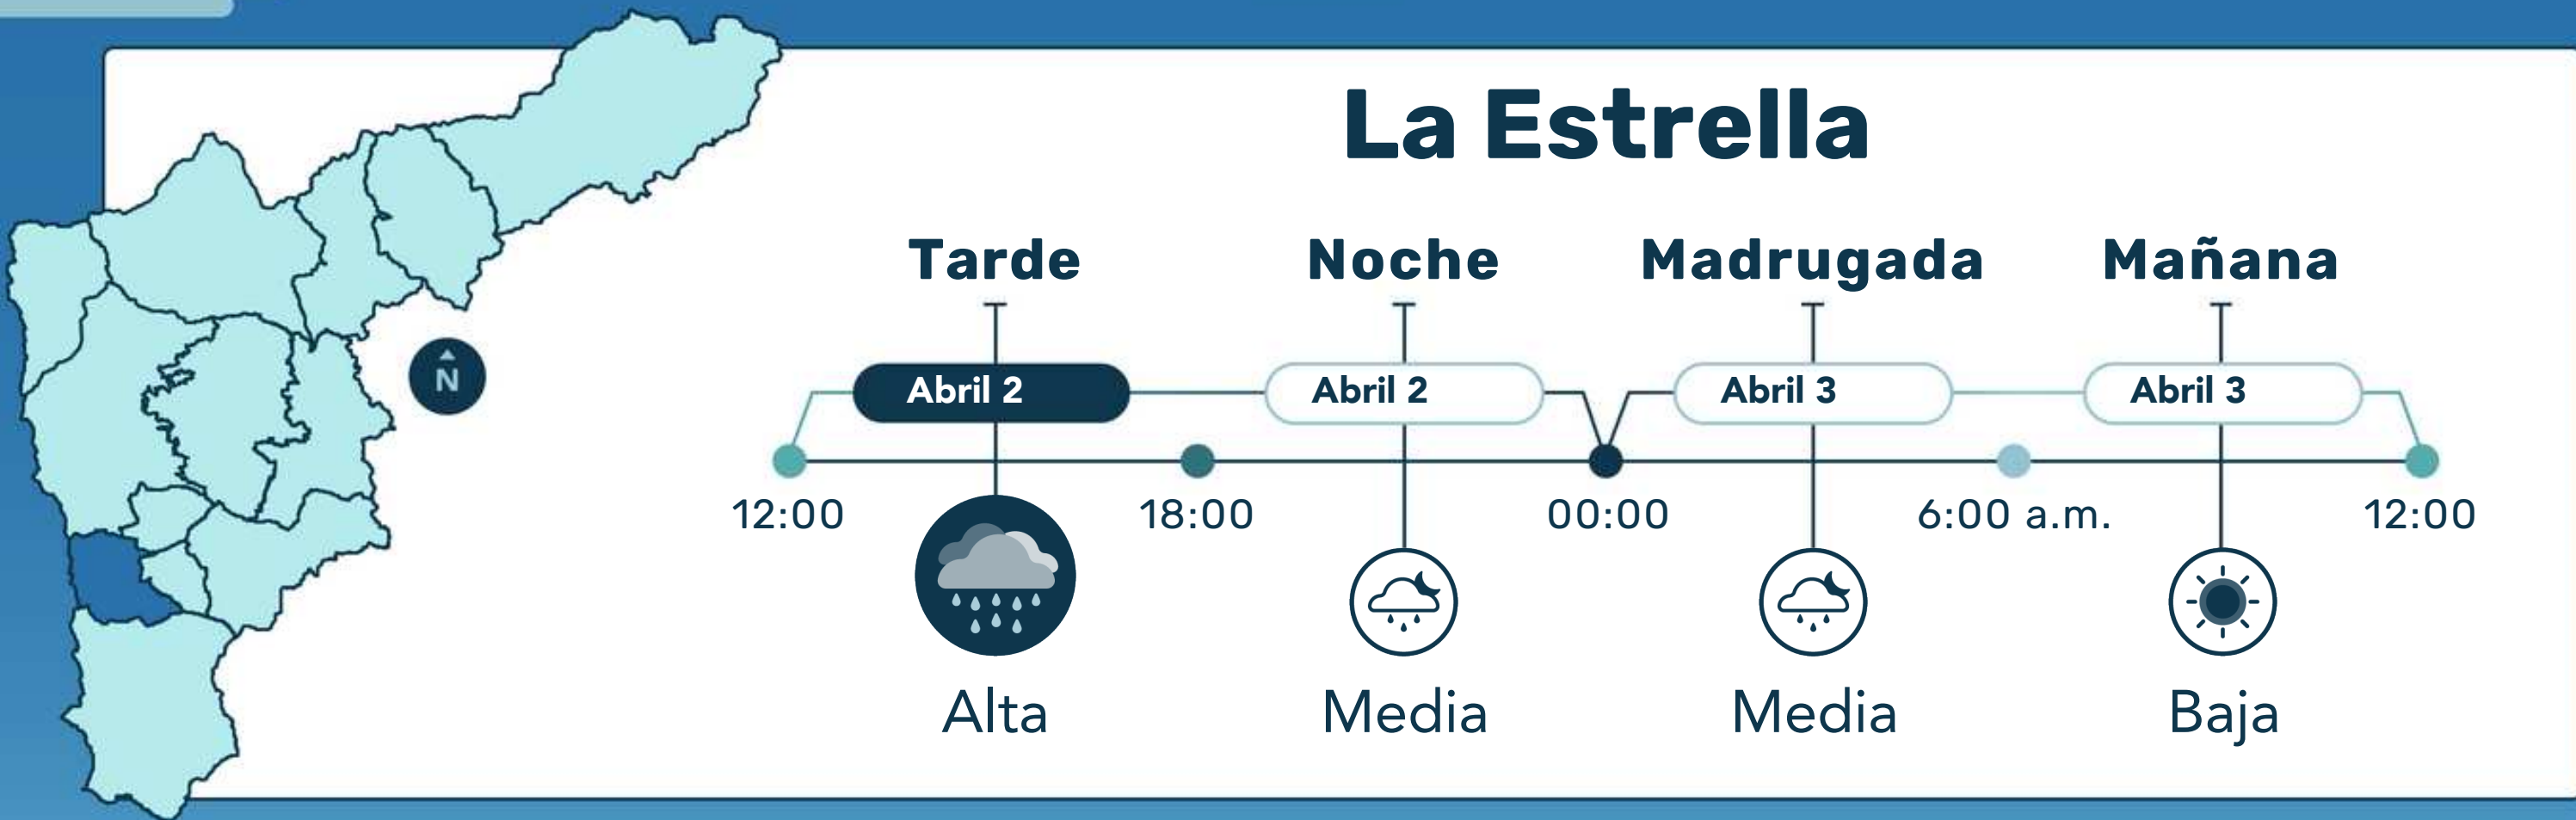 La Estrella
Tarde Noche Madrugada Mañana
Abril 2 Abril 2 Abril 3 Abril 3
N
12:00 18:00 00:00 6:00 a.m. 12:00
Alta Media Media Baja